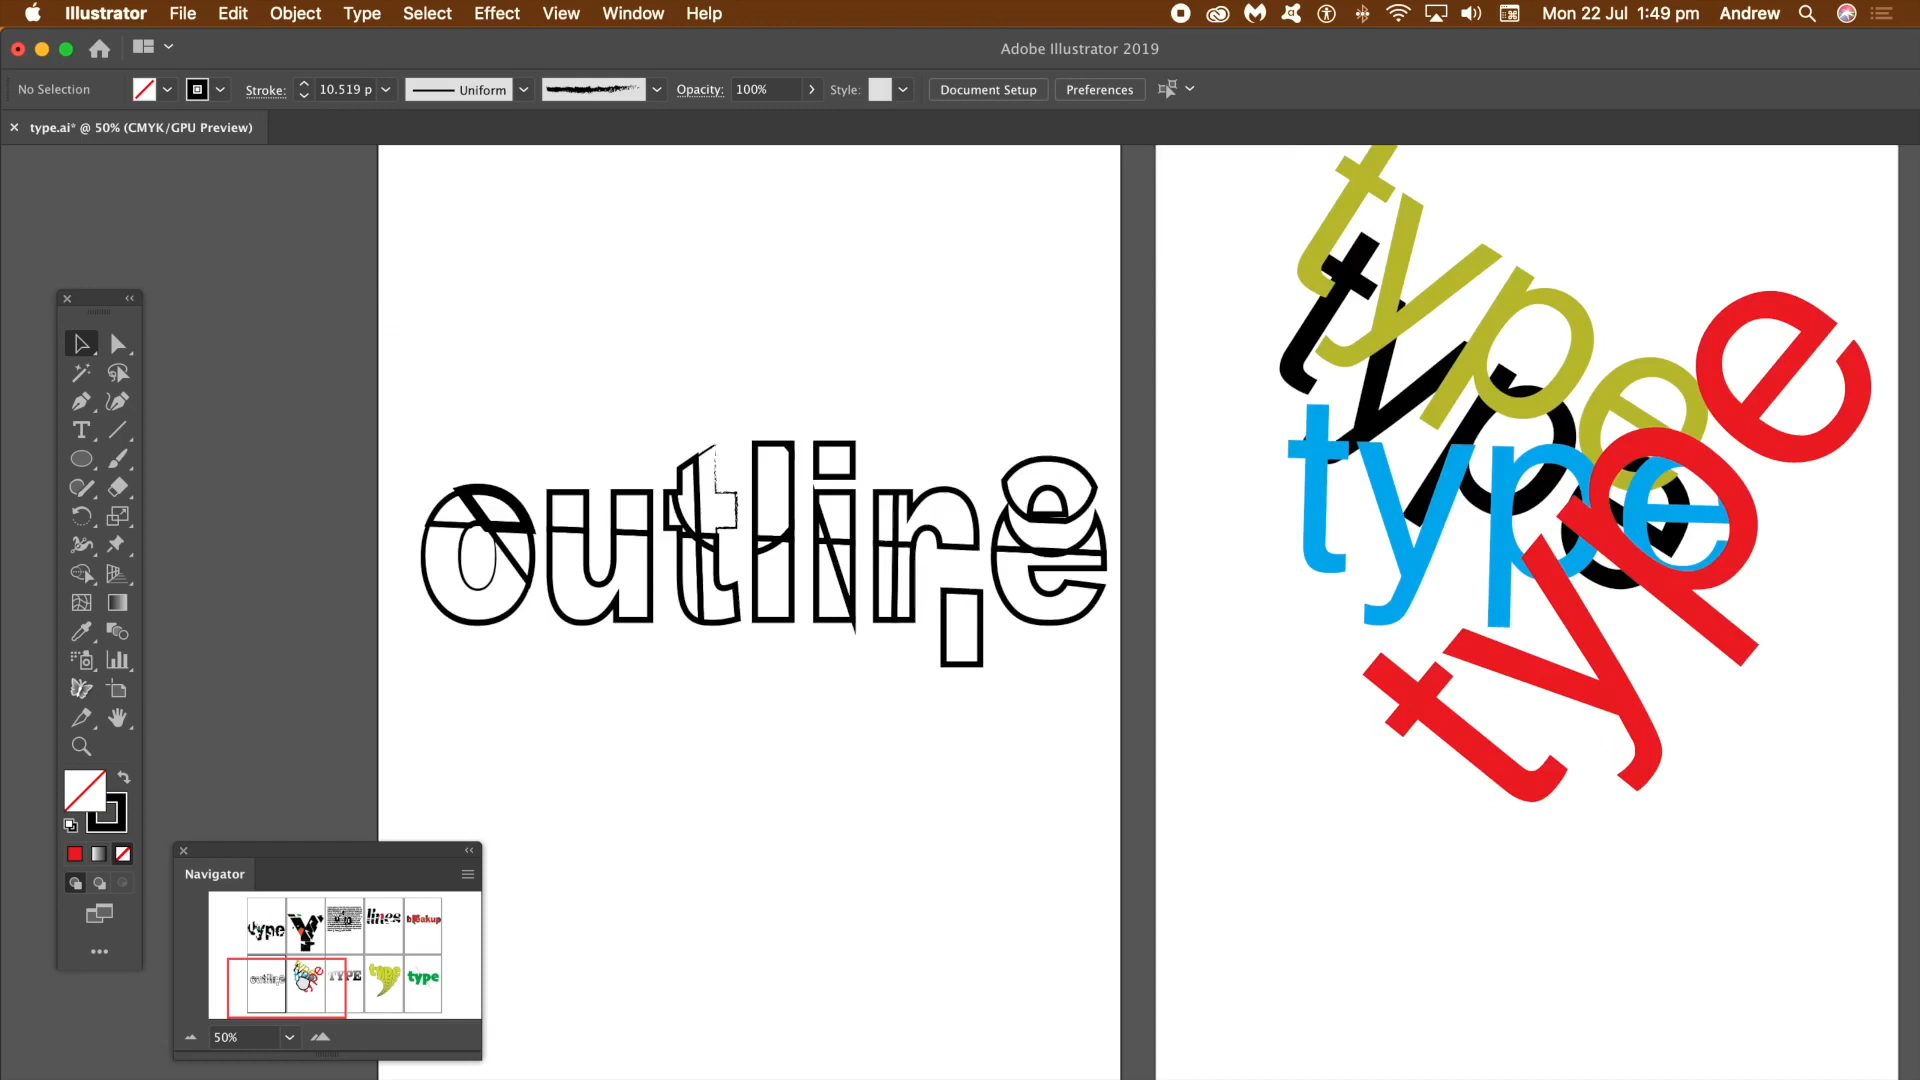 Illustrator File Edit Object Type Select Effect View Window Help Mon 22 Jul 1:49 pm Andrew
Adobe Illustrator 2019
No Selection Stroke: 10.519 p Uniform Opacity: 100% Style: Document Setup Preferences
type.ai* @ 50% (CMYK/GPU Preview)
type
type
type
type
outline
Navigator
type Y lines breakup
outline type TYPE type type
50%